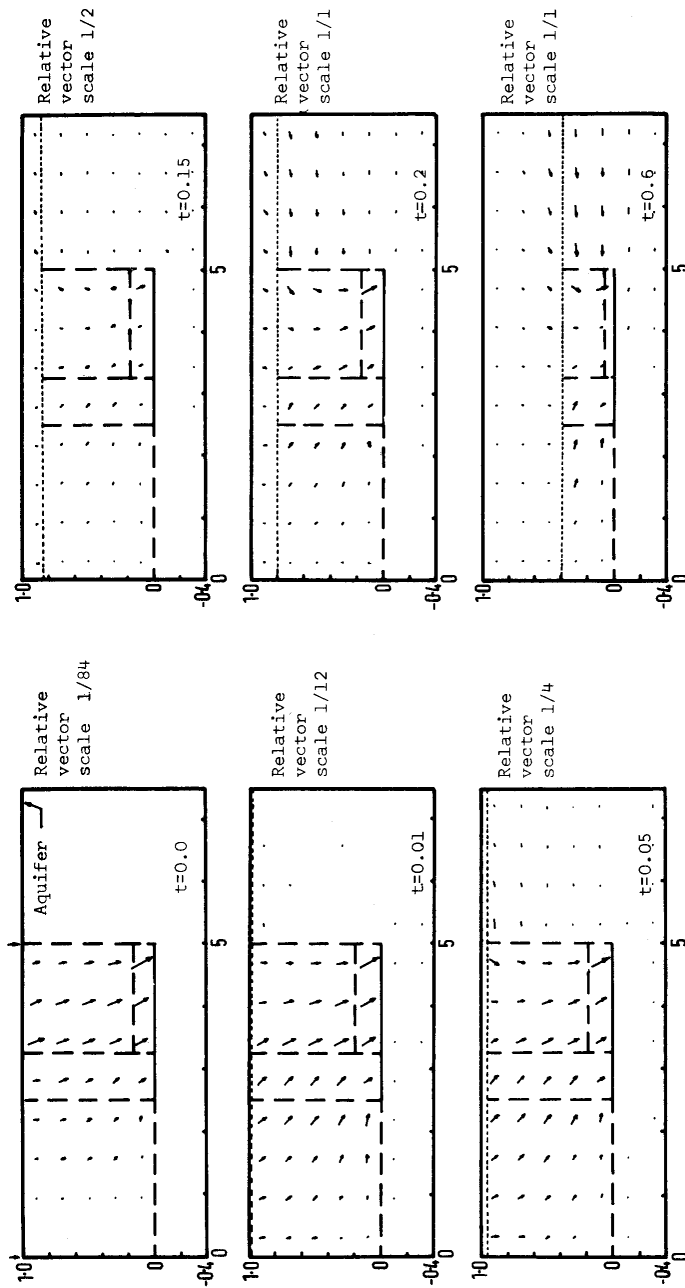 Relative
vector
scale 1/84
Aquifer
1·0
0
-0·4
t=0.0
0
5
Relative
vector
scale 1/12
1·0
0
-0·4
t=0.01
0
5
Relative
vector
scale 1/4
1·0
0
-0·4
t=0.05
0
5
Relative
vector
scale 1/2
1·0
0
-0·4
t=0.15
0
5
Relative
vector
scale 1/1
1·0
0
-0·4
t=0.2
0
5
Relative
vector
scale 1/1
1·0
0
-0·4
t=0.6
0
5